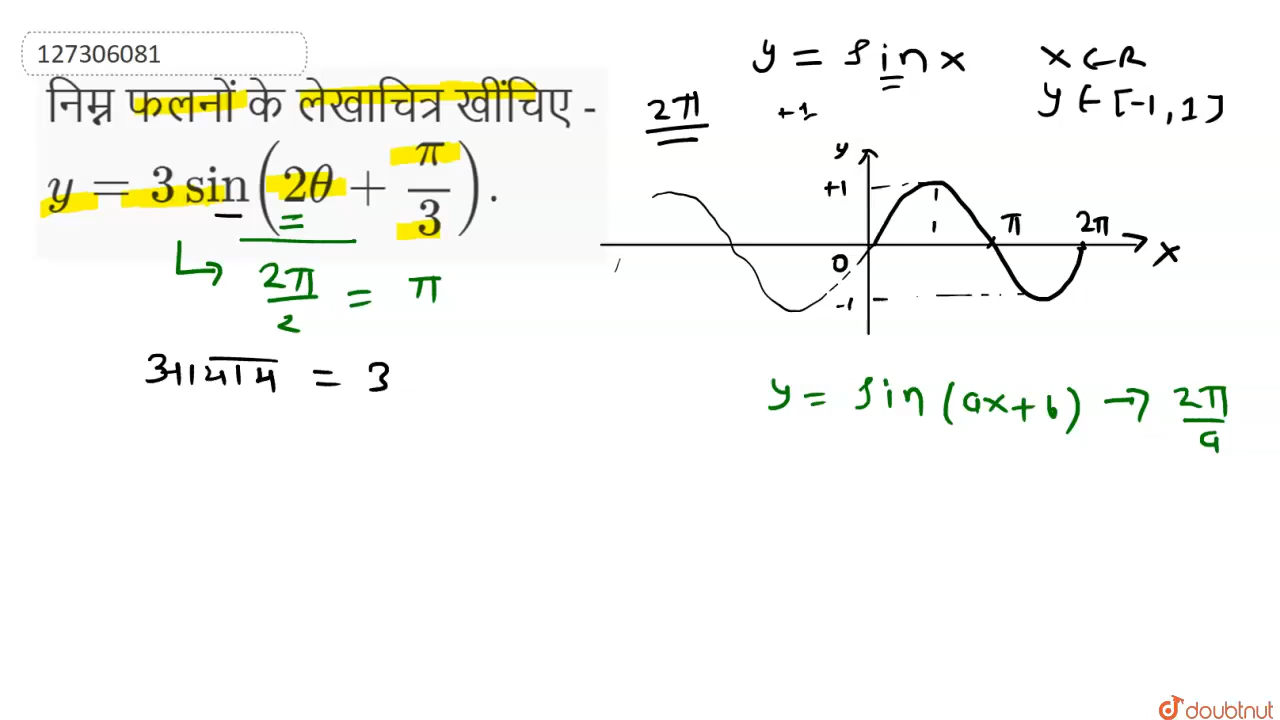 127306081
निम्न फलनों के लेखाचित्र खींचिए -
y = 3 sin(2θ + π/3).
2π/2 = π
आयाम = 3
y = sin x x ∈ R
y ∈ [-1, 1]
2π +1
y
+1
π 2π
0 x
-1
y = sin (ax + b) → 2π/a
doubtnut